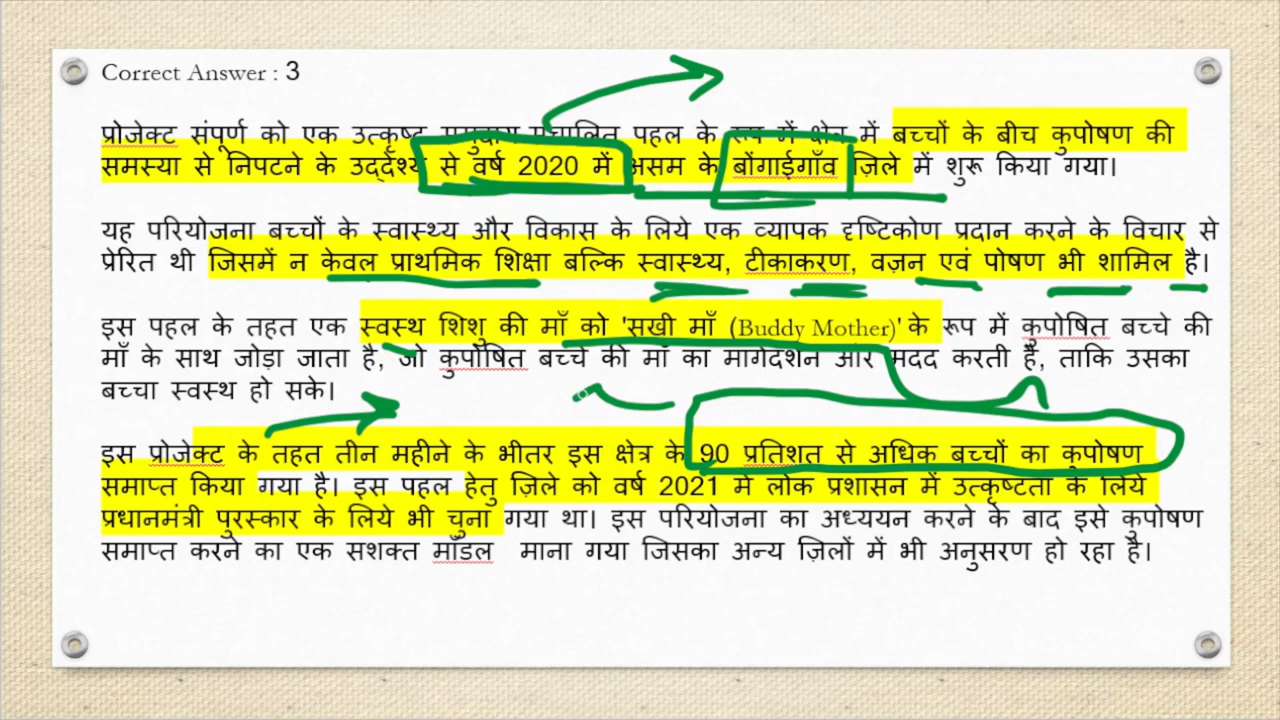 Correct Answer : 3
प्रोजेक्ट संपूर्ण को एक उत्कृष्ट समुदाय संचालित पहल के रूप में क्षेत्र में बच्चों के बीच कुपोषण की
समस्या से निपटने के उद्देश्य से वर्ष 2020 में असम के बोंगाईगाँव ज़िले में शुरू किया गया।
यह परियोजना बच्चों के स्वास्थ्य और विकास के लिये एक व्यापक दृष्टिकोण प्रदान करने के विचार से
प्रेरित थी जिसमें न केवल प्राथमिक शिक्षा बल्कि स्वास्थ्य, टीकाकरण, वज़न एवं पोषण भी शामिल है।
इस पहल के तहत एक स्वस्थ शिशु की माँ को 'सखी माँ (Buddy Mother)' के रूप में कुपोषित बच्चे की
माँ के साथ जोड़ा जाता है, जो कुपोषित बच्चे की माँ का मार्गदर्शन और मदद करती है, ताकि उसका
बच्चा स्वस्थ हो सके।
इस प्रोजेक्ट के तहत तीन महीने के भीतर इस क्षेत्र के 90 प्रतिशत से अधिक बच्चों का कुपोषण
समाप्त किया गया है। इस पहल हेतु ज़िले को वर्ष 2021 में लोक प्रशासन में उत्कृष्टता के लिये
प्रधानमंत्री पुरस्कार के लिये भी चुना गया था। इस परियोजना का अध्ययन करने के बाद इसे कुपोषण
समाप्त करने का एक सशक्त मॉडल माना गया जिसका अन्य ज़िलों में भी अनुसरण हो रहा है।